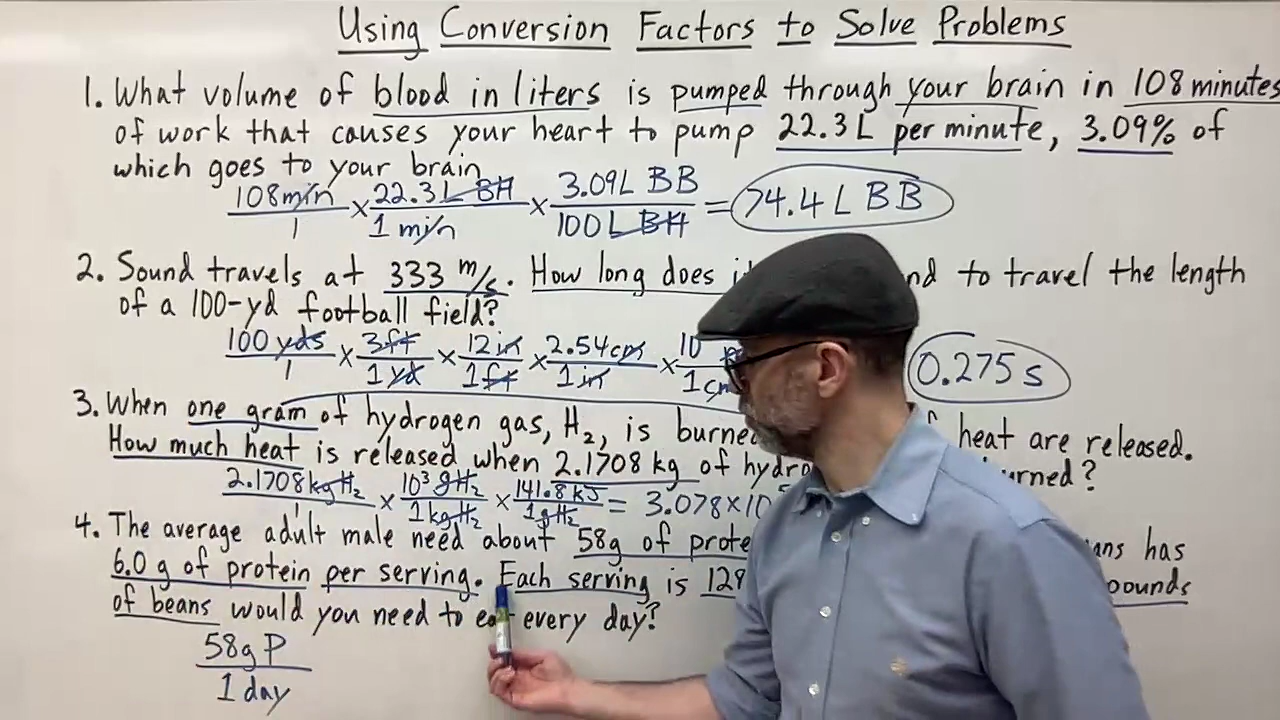 Using Conversion Factors to Solve Problems
1. What volume of blood in liters is pumped through your brain in 108 minutes
of work that causes your heart to pump 22.3 L per minute, 3.09% of
which goes to your brain
108 min / 1 × 22.3 L BH / 1 min × 3.09 L BB / 100 L BH = 74.4 L BB
2. Sound travels at 333 m/s. How long does to travel the length
of a 100-yd football field?
100 yds / 1 × 3 ft / 1 yd × 12 in / 1 ft × 2.54 cm / 1 in × 10 / 1 cm 0.275 s
3. When one gram of hydrogen gas, H₂, is heat are released.
How much heat is released when 2.1708 kg of
2.1708 kg H₂ / 1 × 10³ g H₂ / 1 kg H₂ × 141.8 kJ / 1 g H₂ = 3.078×10
4. The average adult male need about 58g of has
6.0 g of protein per serving. Each serving is
of beans would you need to every day?
58g P / 1 day